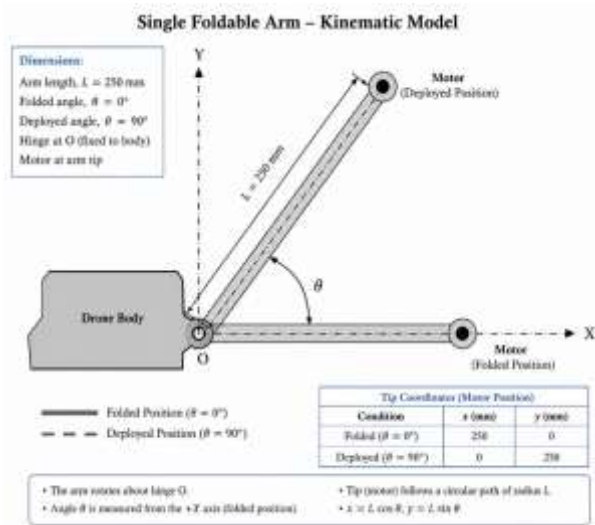 Single Foldable Arm – Kinematic Model
Dimensions:
Arm length, L = 250 mm
Folded angle, θ = 0°
Deployed angle, θ = 90°
Hinge at O (fixed to body)
Motor at arm tip
Y
Motor
(Deployed Position)
L = 250 mm
θ
Drone Body
O
X
Motor
(Folded Position)
Folded Position (θ = 0°)
Deployed Position (θ = 90°)
Tip Coordinates (Motor Position)
Condition x (mm) y (mm)
Folded (θ = 0°) 250 0
Deployed (θ = 90°) 0 250
• The arm rotates about hinge O.
• Angle θ is measured from the +X axis (folded position)
• Tip (motor) follows a circular path of radius L.
• x = L cos θ, y = L sin θ